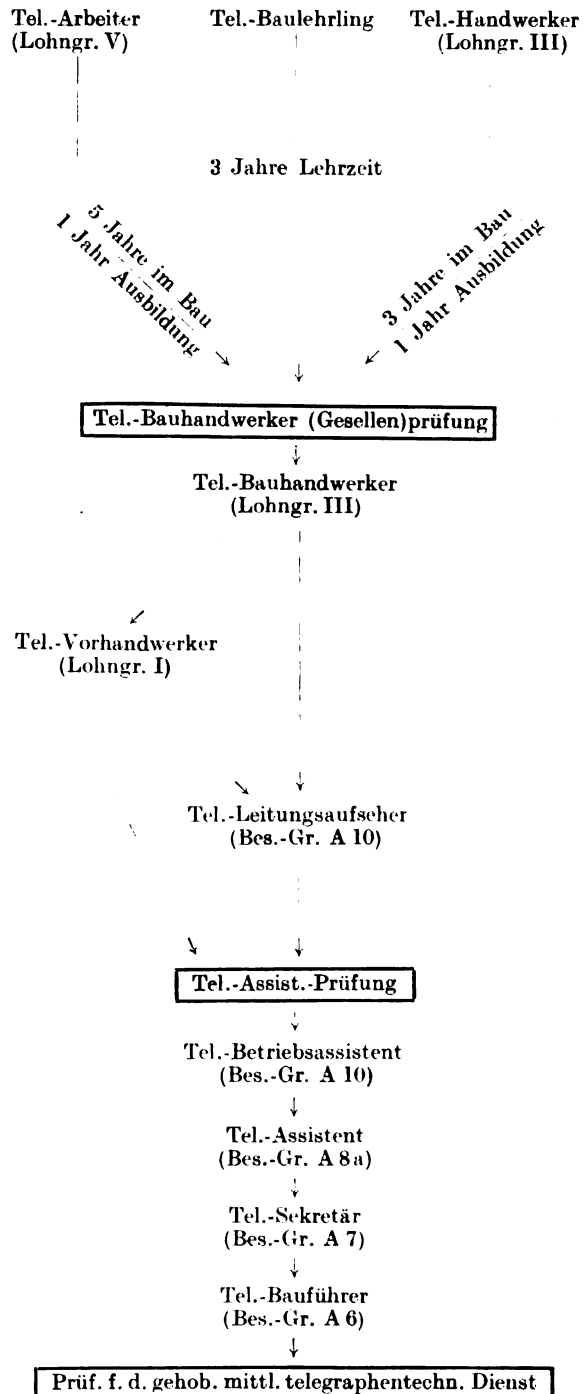 Tel.-Arbeiter
(Lohngr. V)
Tel.-Baulehrling
Tel.-Handwerker
(Lohngr. III)
3 Jahre Lehrzeit
5 Jahre im Bau
1 Jahr Ausbildung
3 Jahre im Bau
1 Jahr Ausbildung
Tel.-Bauhandwerker (Gesellen)prüfung
Tel.-Bauhandwerker
(Lohngr. III)
Tel.-Vorhandwerker
(Lohngr. I)
Tel.-Leitungsaufseher
(Bes.-Gr. A 10)
Tel.-Assist.-Prüfung
Tel.-Betriebsassistent
(Bes.-Gr. A 10)
Tel.-Assistent
(Bes.-Gr. A 8a)
Tel.-Sekretär
(Bes.-Gr. A 7)
Tel.-Bauführer
(Bes.-Gr. A 6)
Prüf. f. d. gehob. mittl. telegraphentechn. Dienst